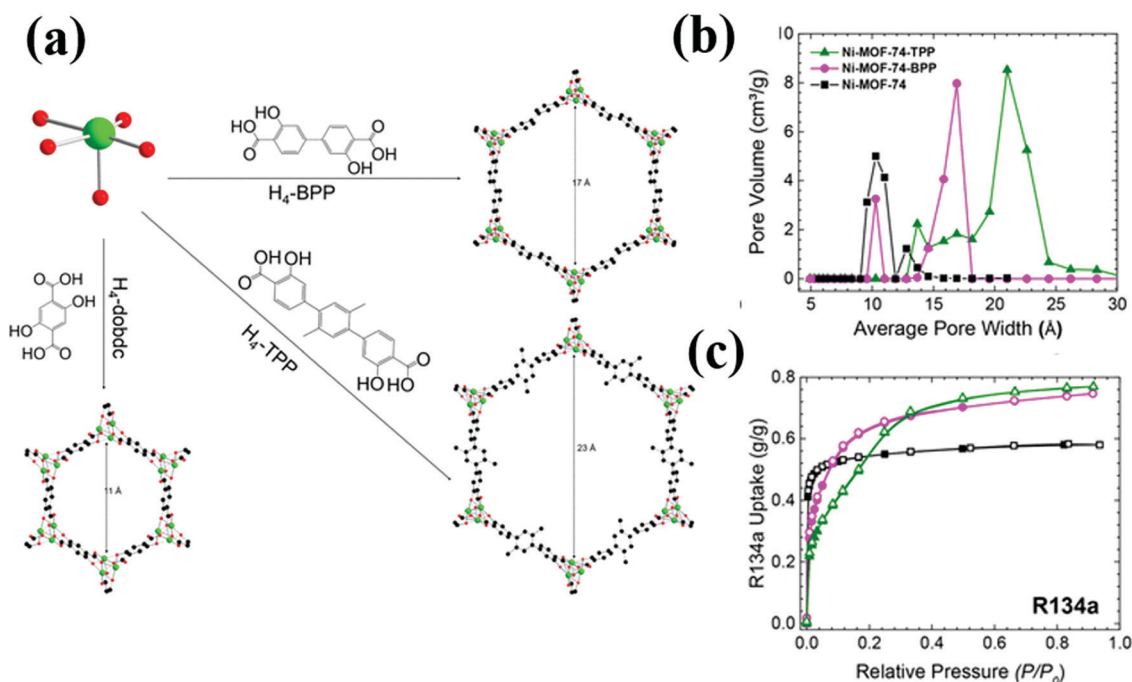 (a)
HO
HO
O
O
OH
OH
H4-BPP
17 Å
H4-dobdc
O
OH
OH
HO
HO
O
H4-TPP
HO
HO
O
O
HO
OH
11 Å
23 Å
(b)
Pore Volume (cm³/g)
10
8
6
4
2
0
Ni-MOF-74-TPP
Ni-MOF-74-BPP
Ni-MOF-74
5 10 15 20 25 30
Average Pore Width (Å)
(c)
R134a Uptake (g/g)
0.8
0.6
0.4
0.2
0.0
R134a
0.0 0.2 0.4 0.6 0.8 1.0
Relative Pressure (P/P0)